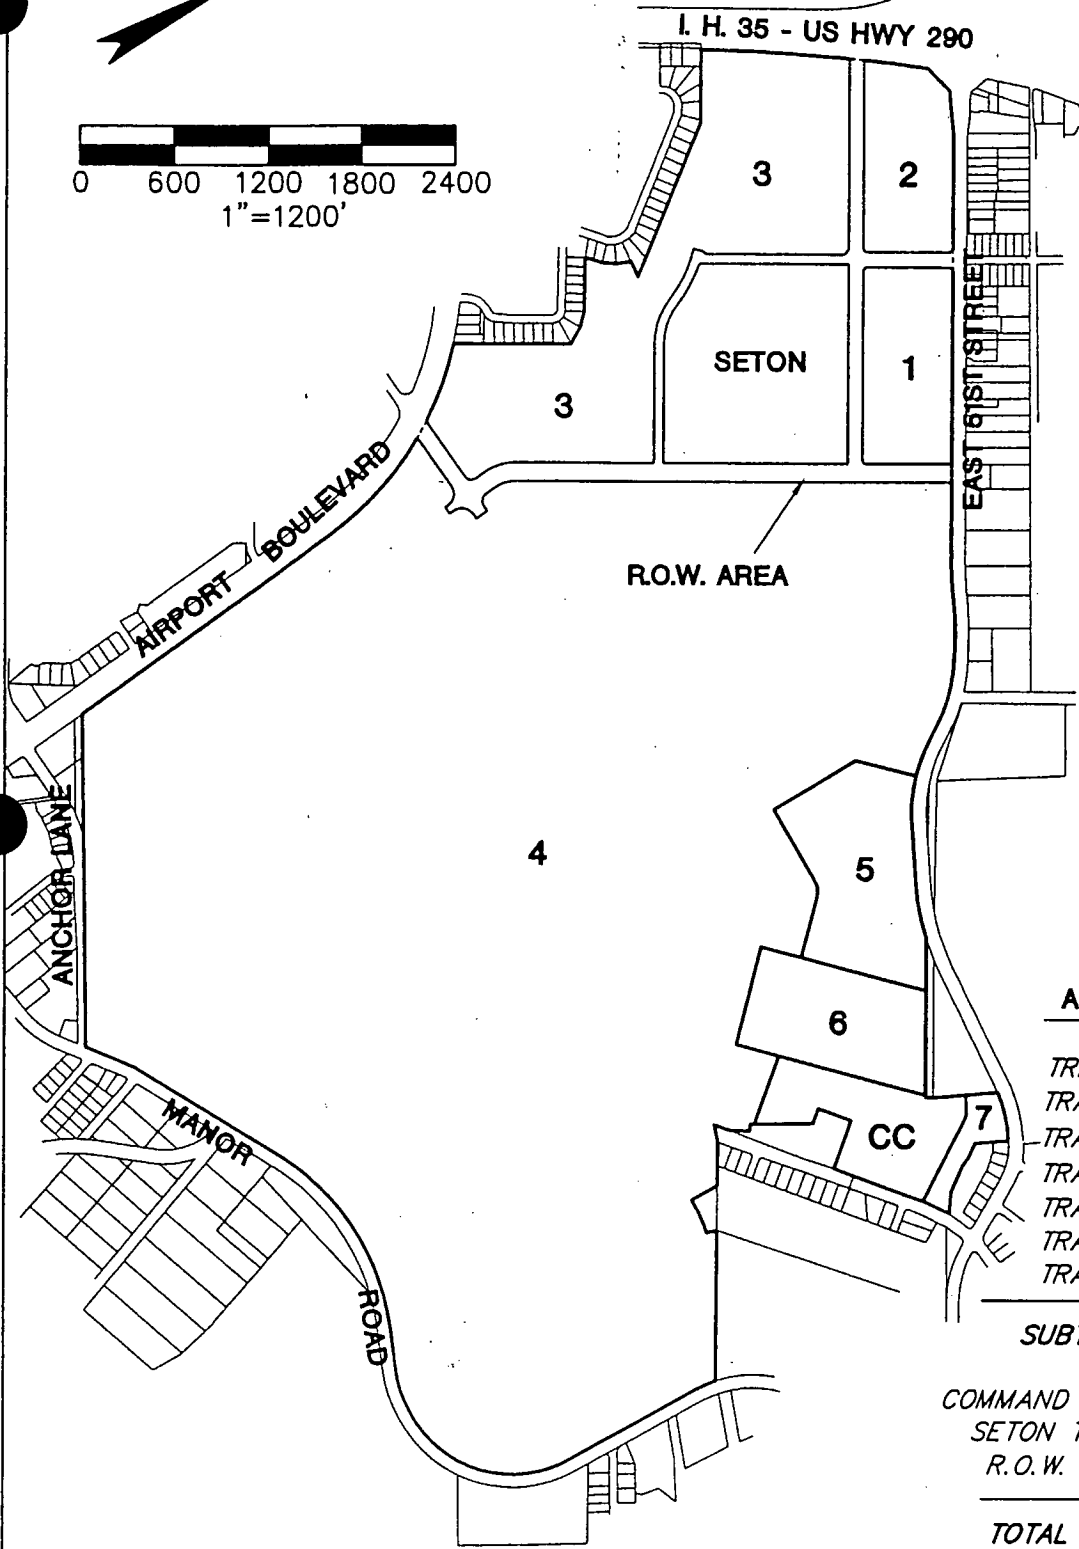 I. H. 35 - US HWY 290
0 600 1200 1800 2400
1"=1200'
3
2
SETON
1
3
EAST 51ST STREET
AIRPORT BOULEVARD
R.O.W. AREA
4
5
ANCHOR LANE
6
7
CC
MANOR
ROAD
SUBT
COMMAND
SETON
R.O.W.
TOTAL